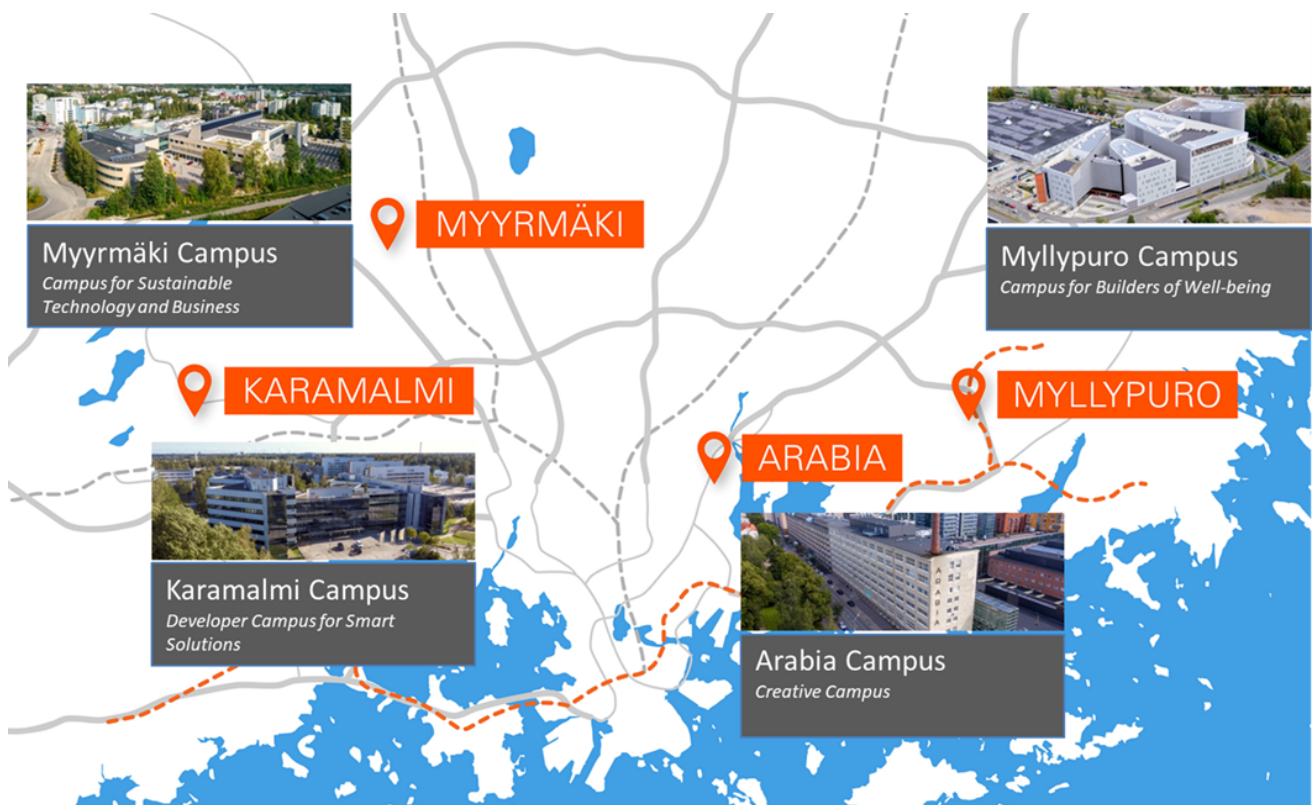 Myyrmäki Campus
Campus for Sustainable
Technology and Business
MYYRMÄKI
Myllypuro Campus
Campus for Builders of Well-being
KARAMALMI
MYLLYPURO
ARABIA
Karamalmi Campus
Developer Campus for Smart
Solutions
ARABIA
Arabia Campus
Creative Campus